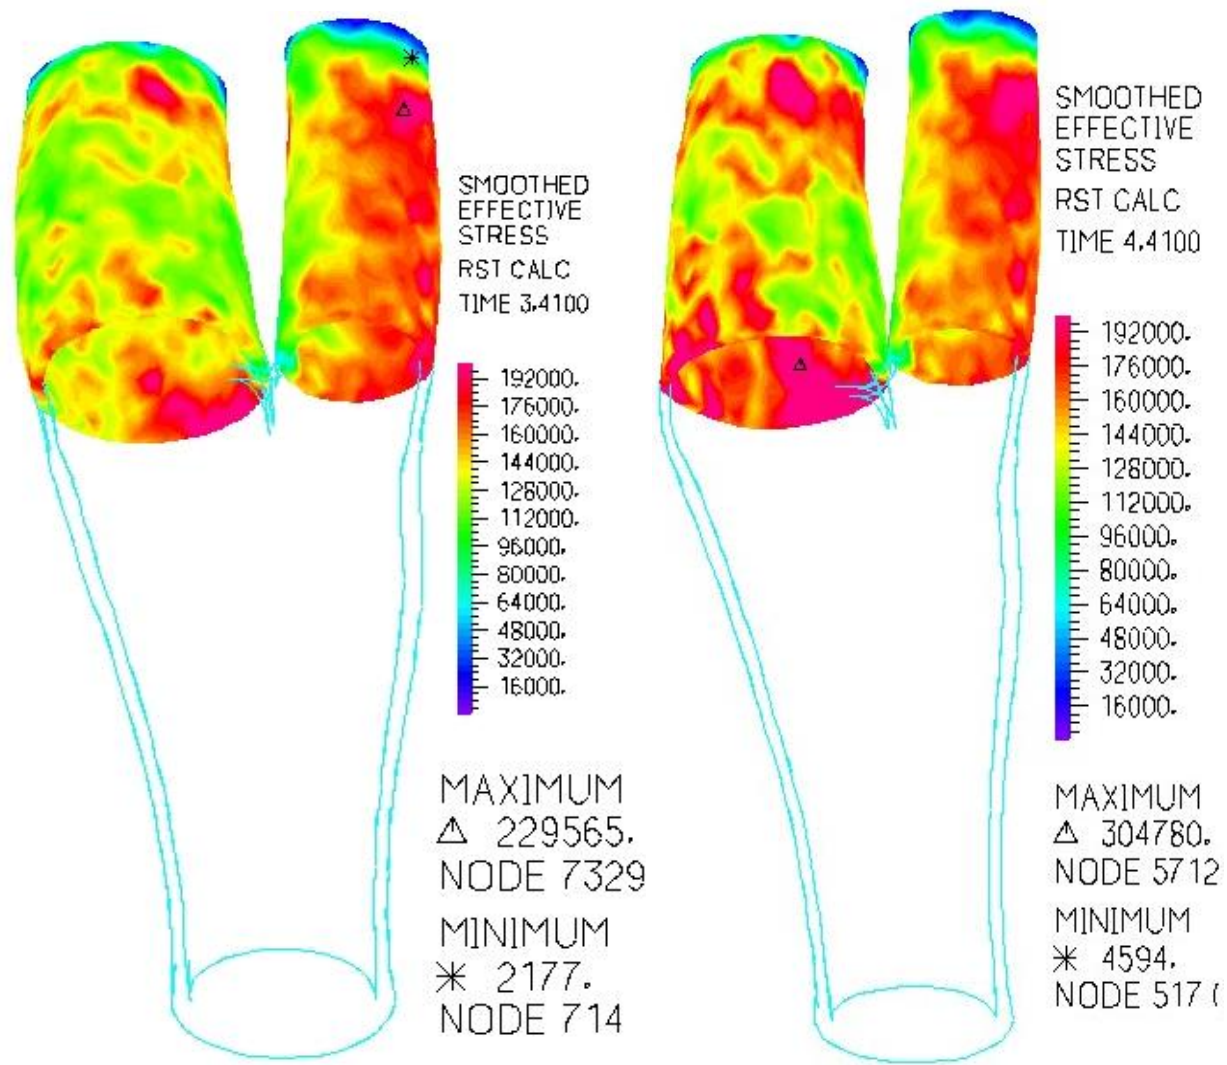 SMOOTHED
EFFECTIVE
STRESS
RST CALC
TIME 3.4100
192000.
176000.
160000.
144000.
128000.
112000.
96000.
80000.
64000.
48000.
32000.
16000.
MAXIMUM
△ 229565.
NODE 7329
MINIMUM
* 2177.
NODE 714
SMOOTHED
EFFECTIVE
STRESS
RST CALC
TIME 4.4100
192000.
176000.
160000.
144000.
128000.
112000.
96000.
80000.
64000.
48000.
32000.
16000.
MAXIMUM
△ 304780.
NODE 5712
MINIMUM
* 4594.
NODE 517 (